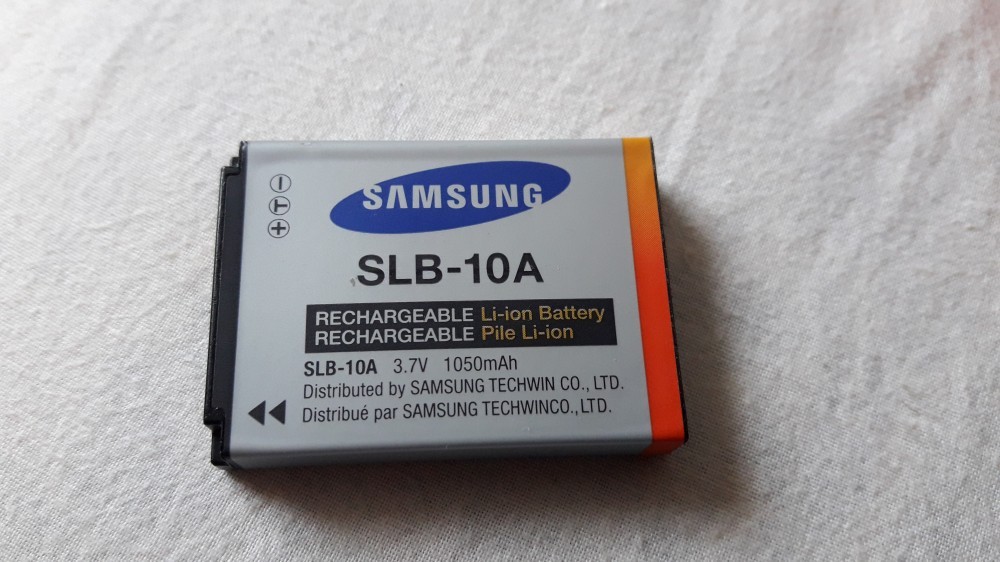 SAMSUNG
SLB-10A
RECHARGEABLE Li-ion Battery
RECHARGEABLE Pile Li-ion
SLB-10A 3.7V 1050mAh
Distributed by SAMSUNG TECHWIN CO., LTD.
Distribué par SAMSUNG TECHWINCO., LTD.
+ T −